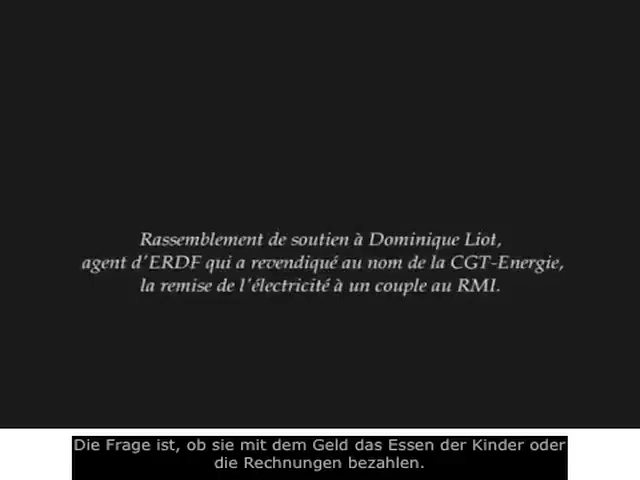 Rassemblement de soutien à Dominique Liot,
agent d'ERDF qui a revendiqué au nom de la CGT-Energie,
la remise de l'électricité à un couple au RMI.
Die Frage ist, ob sie mit dem Geld das Essen der Kinder oder
die Rechnungen bezahlen.